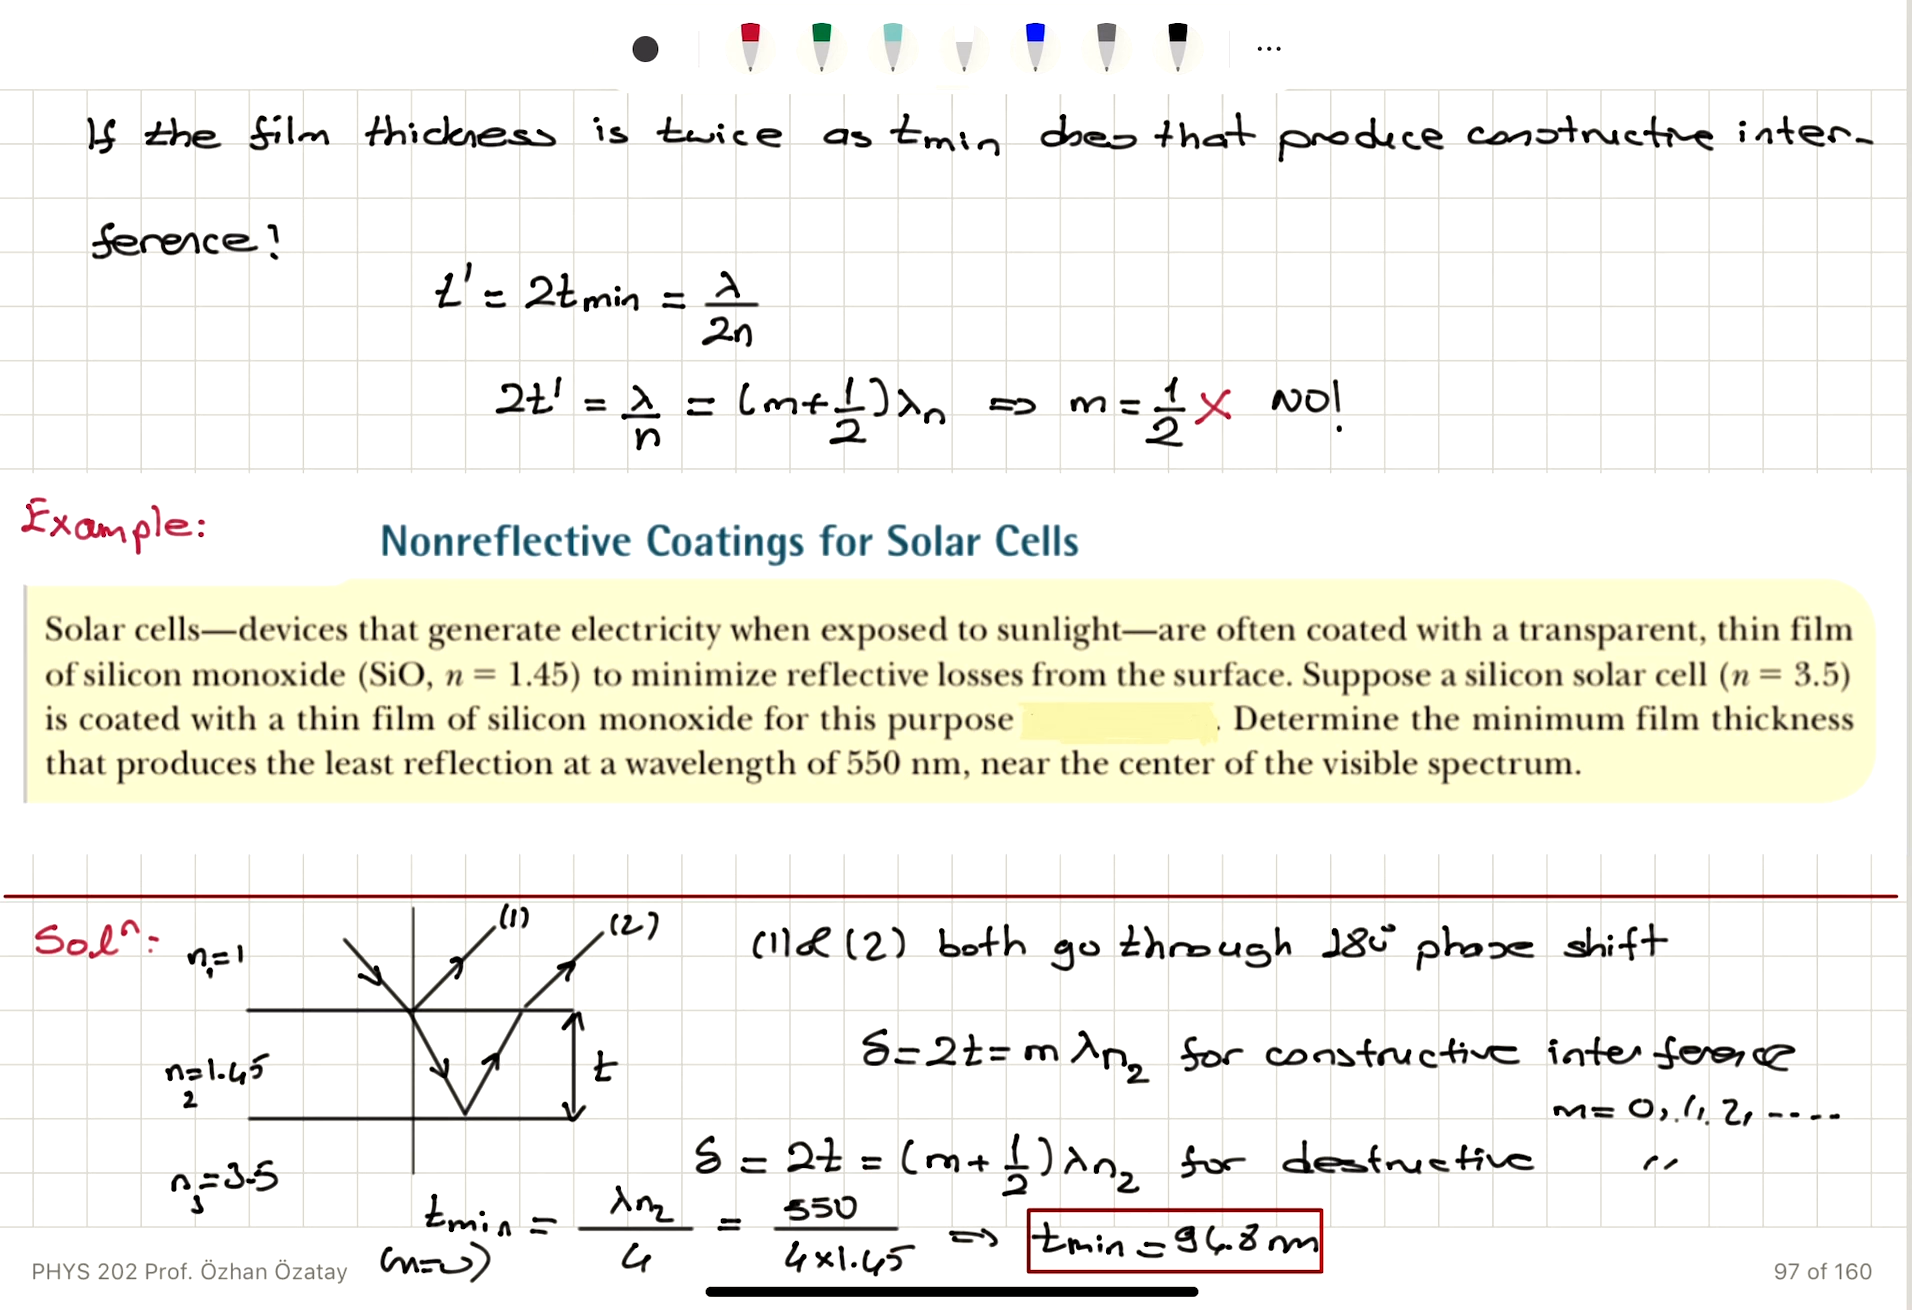 If the film thickness is twice as tmin does that produce constructive inter-
ference?
t' = 2tmin = λ/2n
2t' = λ/n = (m+1/2)λn ⇒ m=1/2 X NO!
Example:
Nonreflective Coatings for Solar Cells
Solar cells—devices that generate electricity when exposed to sunlight—are often coated with a transparent, thin film
of silicon monoxide (SiO, n = 1.45) to minimize reflective losses from the surface. Suppose a silicon solar cell (n = 3.5)
is coated with a thin film of silicon monoxide for this purpose . Determine the minimum film thickness
that produces the least reflection at a wavelength of 550 nm, near the center of the visible spectrum.
Solⁿ:
(1)
(2)
(1)&(2) both go through 180° phase shift
n₁=1
δ=2t=mλn₂ for constructive interference
n₂=1.45
t
m=0,1,2,----
δ = 2t = (m+1/2)λn₂ for destructive "
n₃=3.5
tmin = λn₂/4 = 550/4x1.45 ⇒ tmin=94.8nm
(m=0)
PHYS 202 Prof. Özhan Özatay
97 of 160